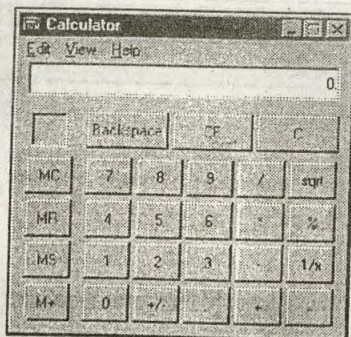 Calculator
Edit View Help
0.
Backspace CE C
MC 7 8 9 / sqrt
MR 4 5 6 * %
MS 1 2 3 - 1/x
M+ 0 +/- . + =